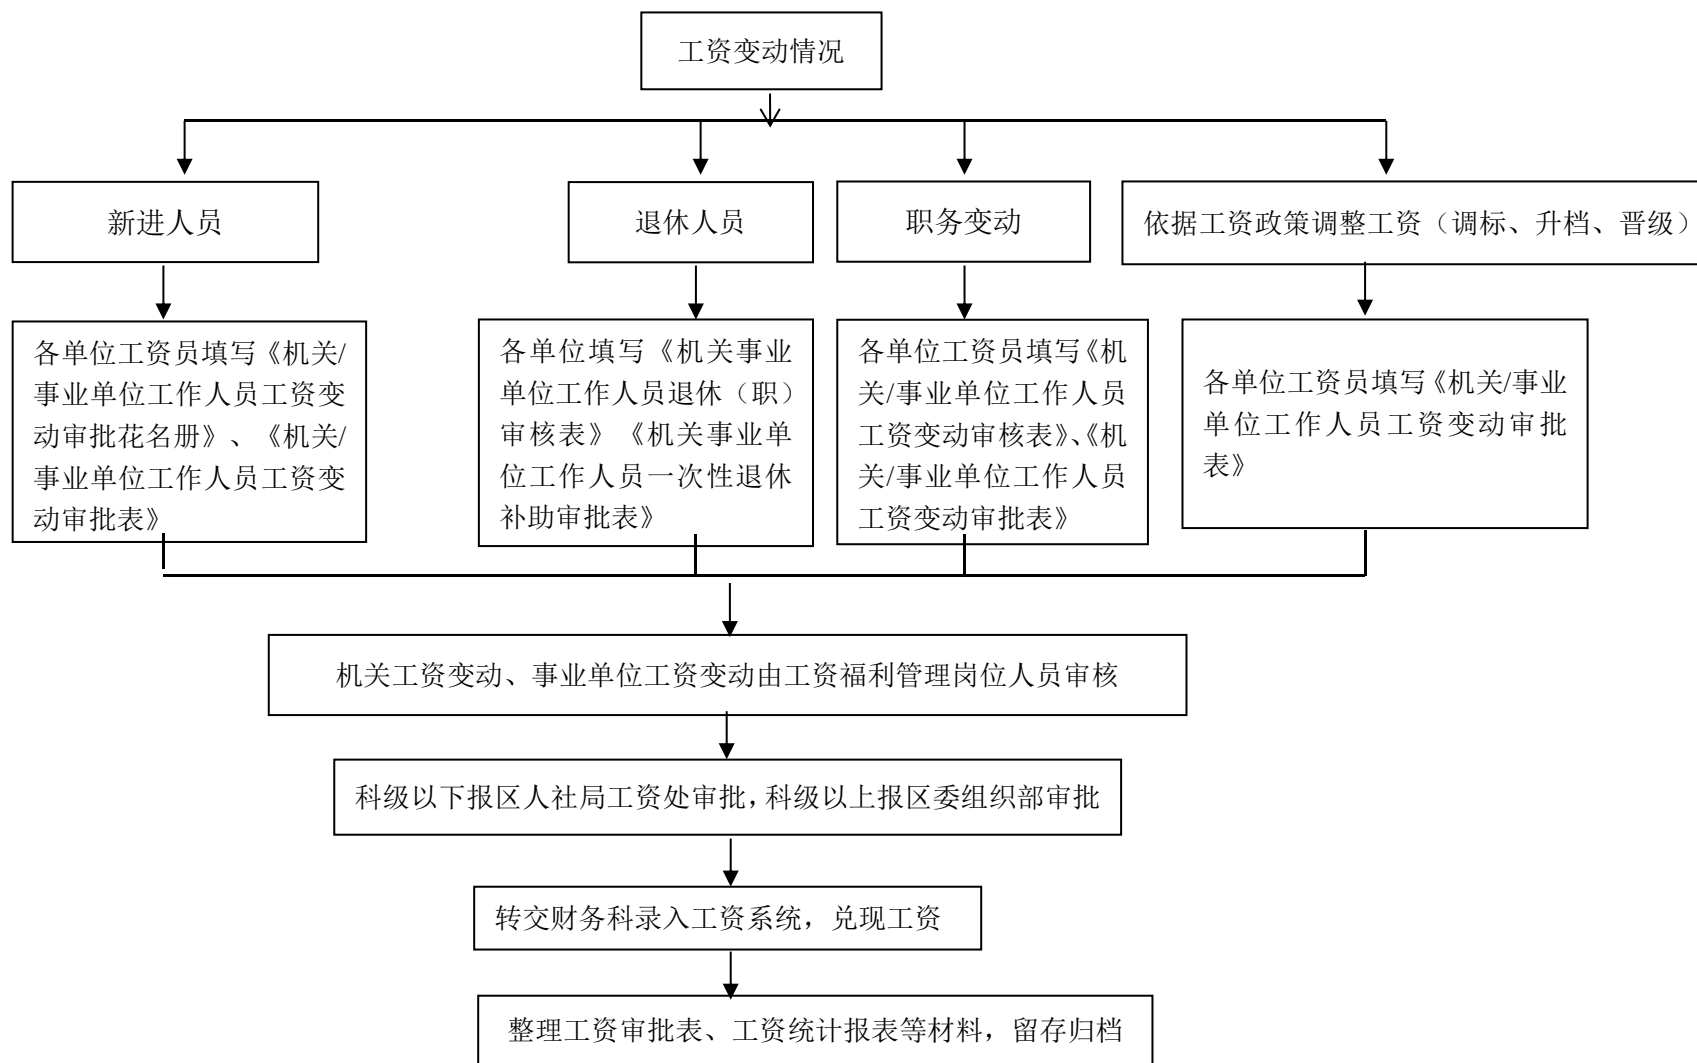 工资变动情况
新进人员
退休人员
职务变动
依据工资政策调整工资（调标、升档、晋级）
各单位工资员填写《机关/
事业单位工作人员工资变
动审批花名册》、《机关/
事业单位工作人员工资变
动审批表》
各单位填写《机关事业
单位工作人员退休（职）
审核表》《机关事业单
位工作人员一次性退休
补助审批表》
各单位工资员填写《机
关/事业单位工作人员
工资变动审核表》、《机
关/事业单位工作人员
工资变动审批表》
各单位工资员填写《机关/事业
单位工作人员工资变动审批
表》
机关工资变动、事业单位工资变动由工资福利管理岗位人员审核
科级以下报区人社局工资处审批，科级以上报区委组织部审批
转交财务科录入工资系统，兑现工资
整理工资审批表、工资统计报表等材料，留存归档